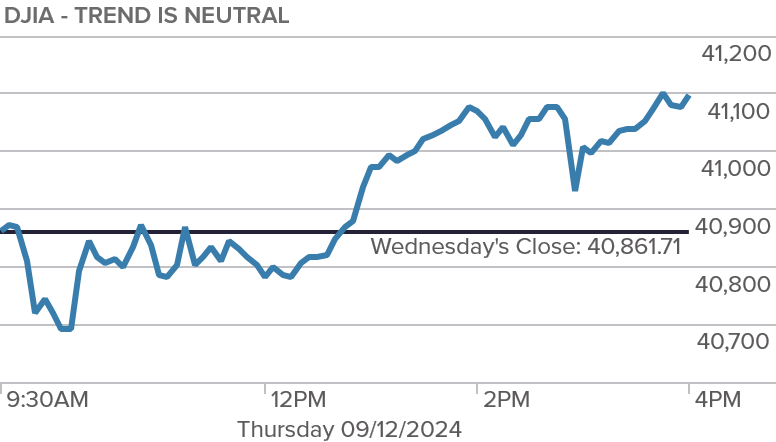 DJIA - TREND IS NEUTRAL
41,200
41,100
41,000
40,900
Wednesday's Close: 40,861.71
40,800
40,700
9:30AM 12PM 2PM 4PM
Thursday 09/12/2024